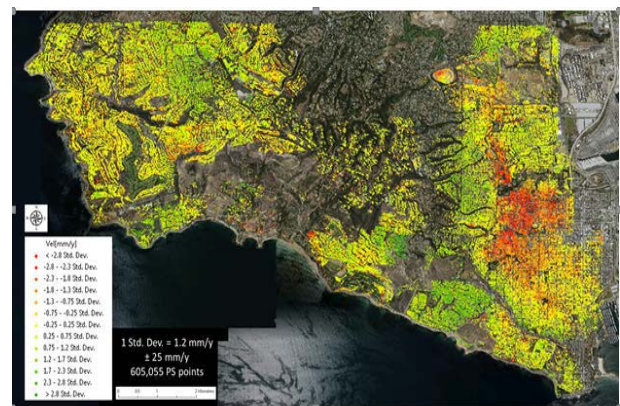 Vel[mm/y]
< -2.8 Std. Dev.
-2.8 - -2.3 Std. Dev.
-2.3 - -1.8 Std. Dev.
-1.8 - -1.3 Std. Dev.
-1.3 - -0.75 Std. Dev.
-0.75 - -0.25 Std. Dev.
-0.25 - 0.25 Std. Dev.
0.25 - 0.75 Std. Dev.
0.75 - 1.2 Std. Dev.
1.2 - 1.7 Std. Dev.
1.7 - 2.3 Std. Dev.
2.3 - 2.8 Std. Dev.
> 2.8 Std. Dev.
1 Std. Dev. = 1.2 mm/y
± 25 mm/y
605,055 PS points